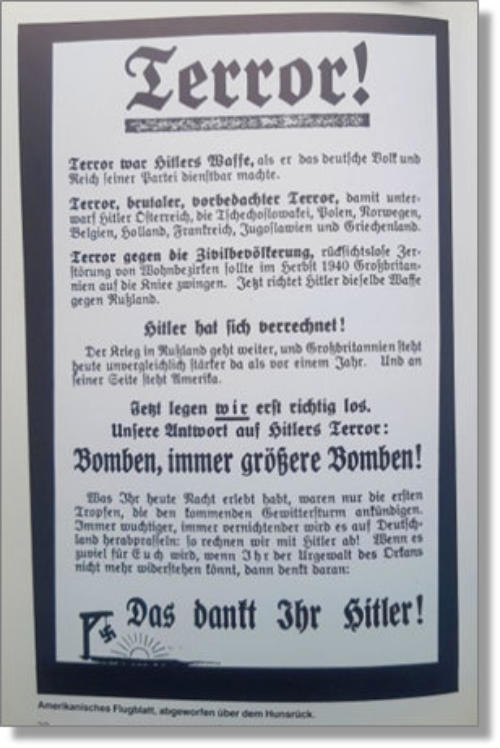 Terror!
Terror war Hitlers Waffe, als er das deutsche Volk und
Reich seiner Partei dienstbar machte.
Terror, brutaler, vorbedachter Terror, damit unter-
warf Hitler Österreich, die Tschechoslowakei, Polen, Norwegen,
Belgien, Holland, Frankreich, Jugoslawien und Griechenland.
Terror gegen die Zivilbevölkerung, rücksichtslose Zer-
störung von Wohnbezirken sollte im Herbst 1940 Großbritan-
nien auf die Kniee zwingen. Jetzt richtet Hitler dieselbe Waffe
gegen Rußland.
Hitler hat sich verrechnet!
Der Krieg in Rußland geht weiter, und Großbritannien steht
heute unvergleichlich stärker da als vor einem Jahr. Und an
seiner Seite steht Amerika.
Jetzt legen wir erst richtig los.
Unsere Antwort auf Hitlers Terror:
Bomben, immer größere Bomben!
Was Ihr heute Nacht erlebt habt, waren nur die ersten
Tropfen, die den kommenden Gewittersturm ankündigen.
Immer wuchtiger, immer vernichtender wird es auf Deutsch-
land herabprasseln: so rechnen wir mit Hitler ab! Wenn es
zuviel für Euch wird, wenn Ihr der Urgewalt des Orkans
nicht mehr widerstehen könnt, dann denkt daran:
Das dankt Ihr Hitler!
Amerikanisches Flugblatt, abgeworfen über dem Hunsrück.